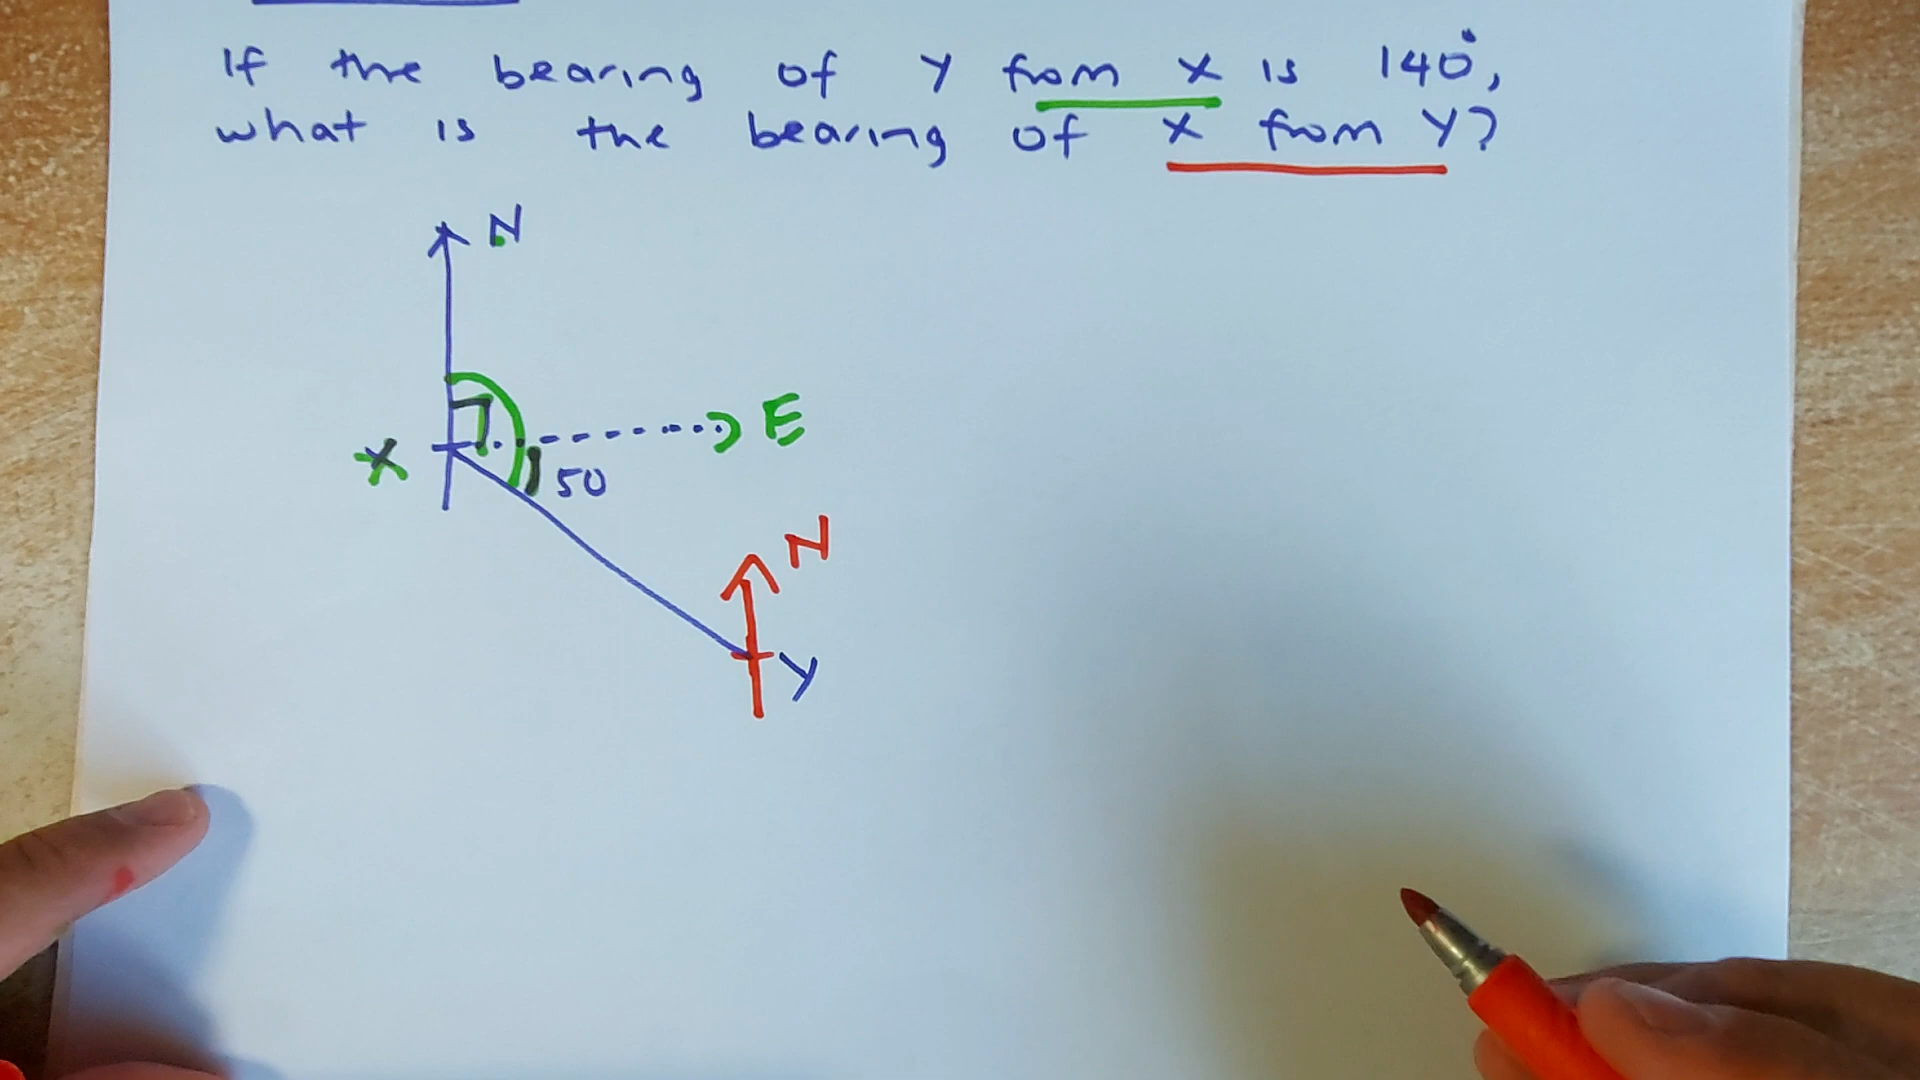 If the bearing of Y from X is 140°,
what is the bearing of X from Y?
N
E
X
50
N
Y